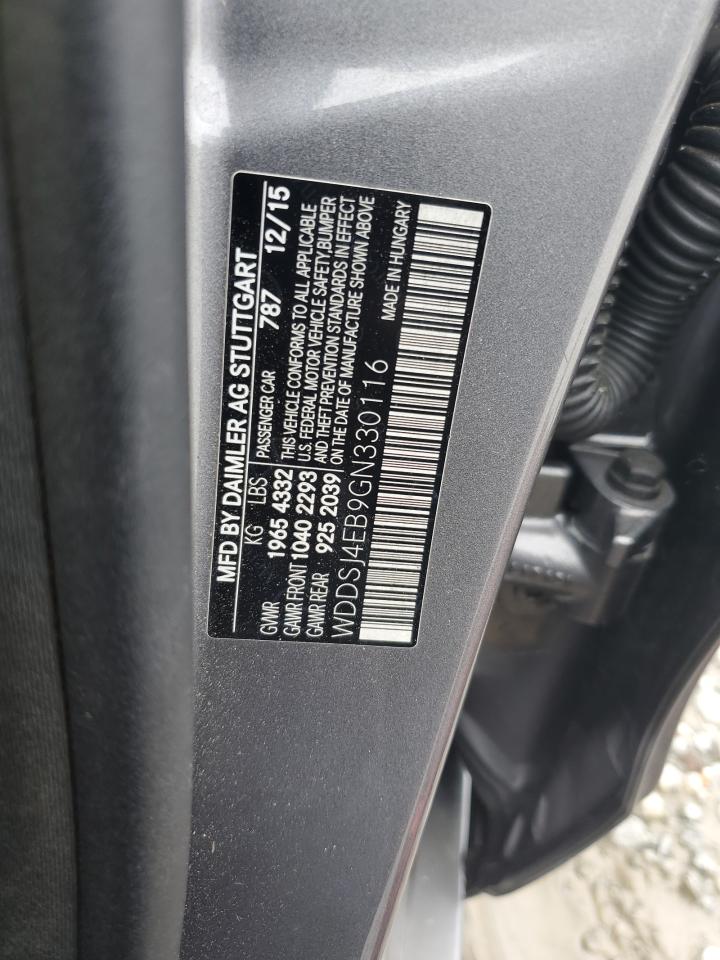 MFD BY DAIMLER AG STUTTGART
KG LBS PASSENGER CAR 787 12/15
GVWR 1965 4332 THIS VEHICLE CONFORMS TO ALL APPLICABLE
GAWR FRONT 1040 2293 U.S. FEDERAL MOTOR VEHICLE SAFETY,BUMPER
GAWR REAR 925 2039 AND THEFT PREVENTION STANDARDS IN EFFECT
ON THE DATE OF MANUFACTURE SHOWN ABOVE
WDDSJ4EB9GN330116 MADE IN HUNGARY